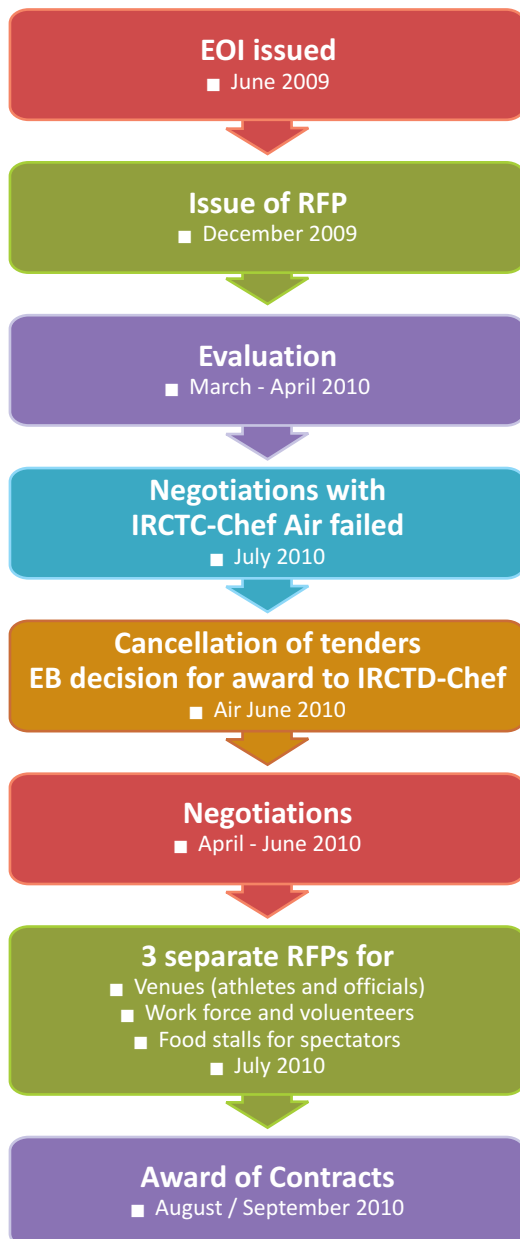 EOI issued
■ June 2009
Issue of RFP
■ December 2009
Evaluation
■ March - April 2010
Negotiations with
IRCTC-Chef Air failed
■ July 2010
Cancellation of tenders
EB decision for award to IRCTD-Chef
■ Air June 2010
Negotiations
■ April - June 2010
3 separate RFPs for
■ Venues (athletes and officials)
■ Work force and volunteers
■ Food stalls for spectators
■ July 2010
Award of Contracts
■ August / September 2010